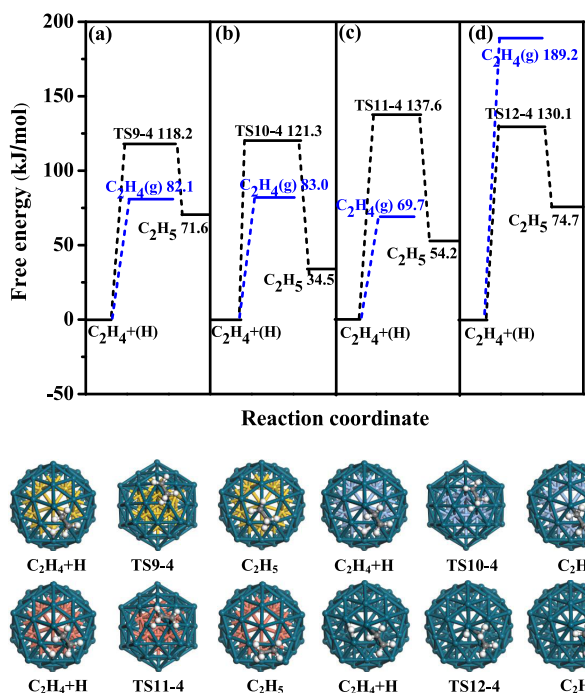 (a) (b) (c) (d)
200
150
100
50
0
-50
Free energy (kJ/mol)
TS9-4 118.2
C2H4(g) 82.1
C2H5 71.6
C2H4+(H)
TS10-4 121.3
C2H4(g) 83.0
C2H5 34.5
C2H4+(H)
TS11-4 137.6
C2H4(g) 69.7
C2H5 54.2
C2H4+(H)
C2H4(g) 189.2
TS12-4 130.1
C2H5 74.7
C2H4+(H)
Reaction coordinate
C2H4+H TS9-4 C2H5 C2H4+H TS10-4 C2H
C2H4+H TS11-4 C2H5 C2H4+H TS12-4